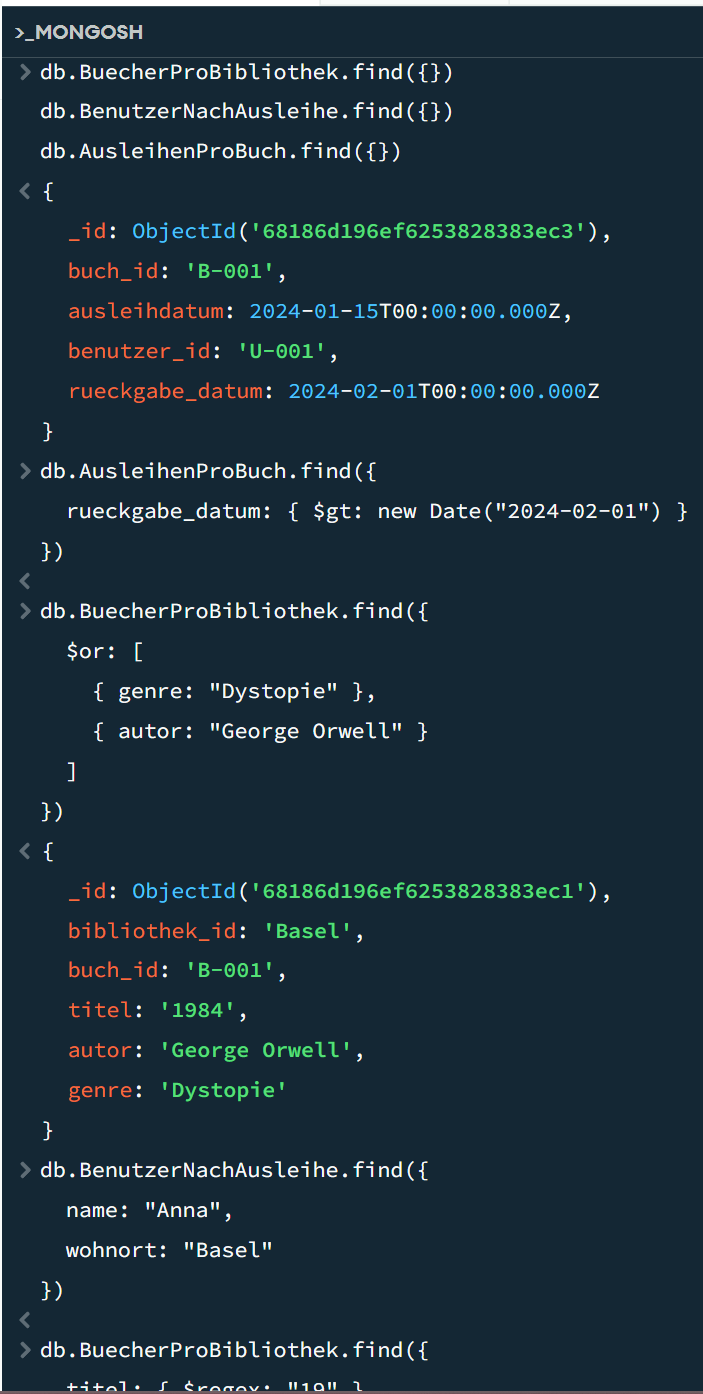 >_MONGOSH
> db.BuecherProBibliothek.find({})
db.BenutzerNachAusleihe.find({})
db.AusleihenProBuch.find({})
< {
_id: ObjectId('68186d196ef6253828383ec3'),
buch_id: 'B-001',
ausleihdatum: 2024-01-15T00:00:00.000Z,
benutzer_id: 'U-001',
rueckgabe_datum: 2024-02-01T00:00:00.000Z
}
> db.AusleihenProBuch.find({
rueckgabe_datum: { $gt: new Date("2024-02-01") }
})
<
> db.BuecherProBibliothek.find({
$or: [
{ genre: "Dystopie" },
{ autor: "George Orwell" }
]
})
< {
_id: ObjectId('68186d196ef6253828383ec1'),
bibliothek_id: 'Basel',
buch_id: 'B-001',
titel: '1984',
autor: 'George Orwell',
genre: 'Dystopie'
}
> db.BenutzerNachAusleihe.find({
name: "Anna",
wohnort: "Basel"
})
<
> db.BuecherProBibliothek.find({
titel: { $regex: "19" }